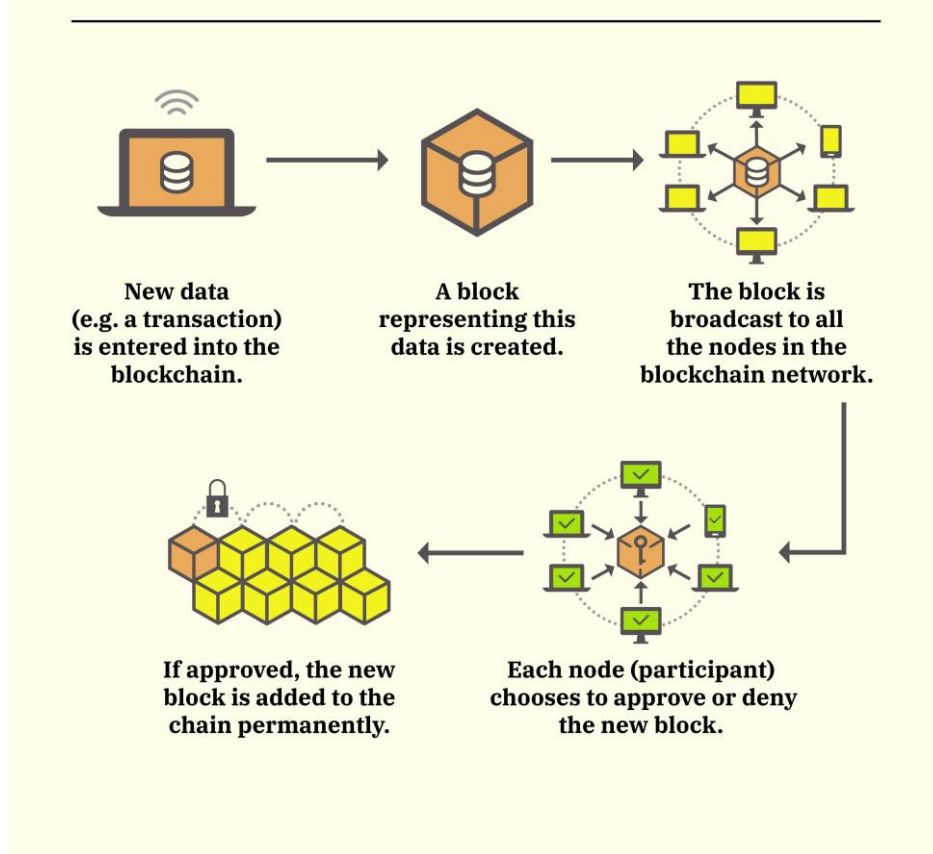 New data
(e.g. a transaction)
is entered into the
blockchain.
A block
representing this
data is created.
The block is
broadcast to all
the nodes in the
blockchain network.
Each node (participant)
chooses to approve or deny
the new block.
If approved, the new
block is added to the
chain permanently.